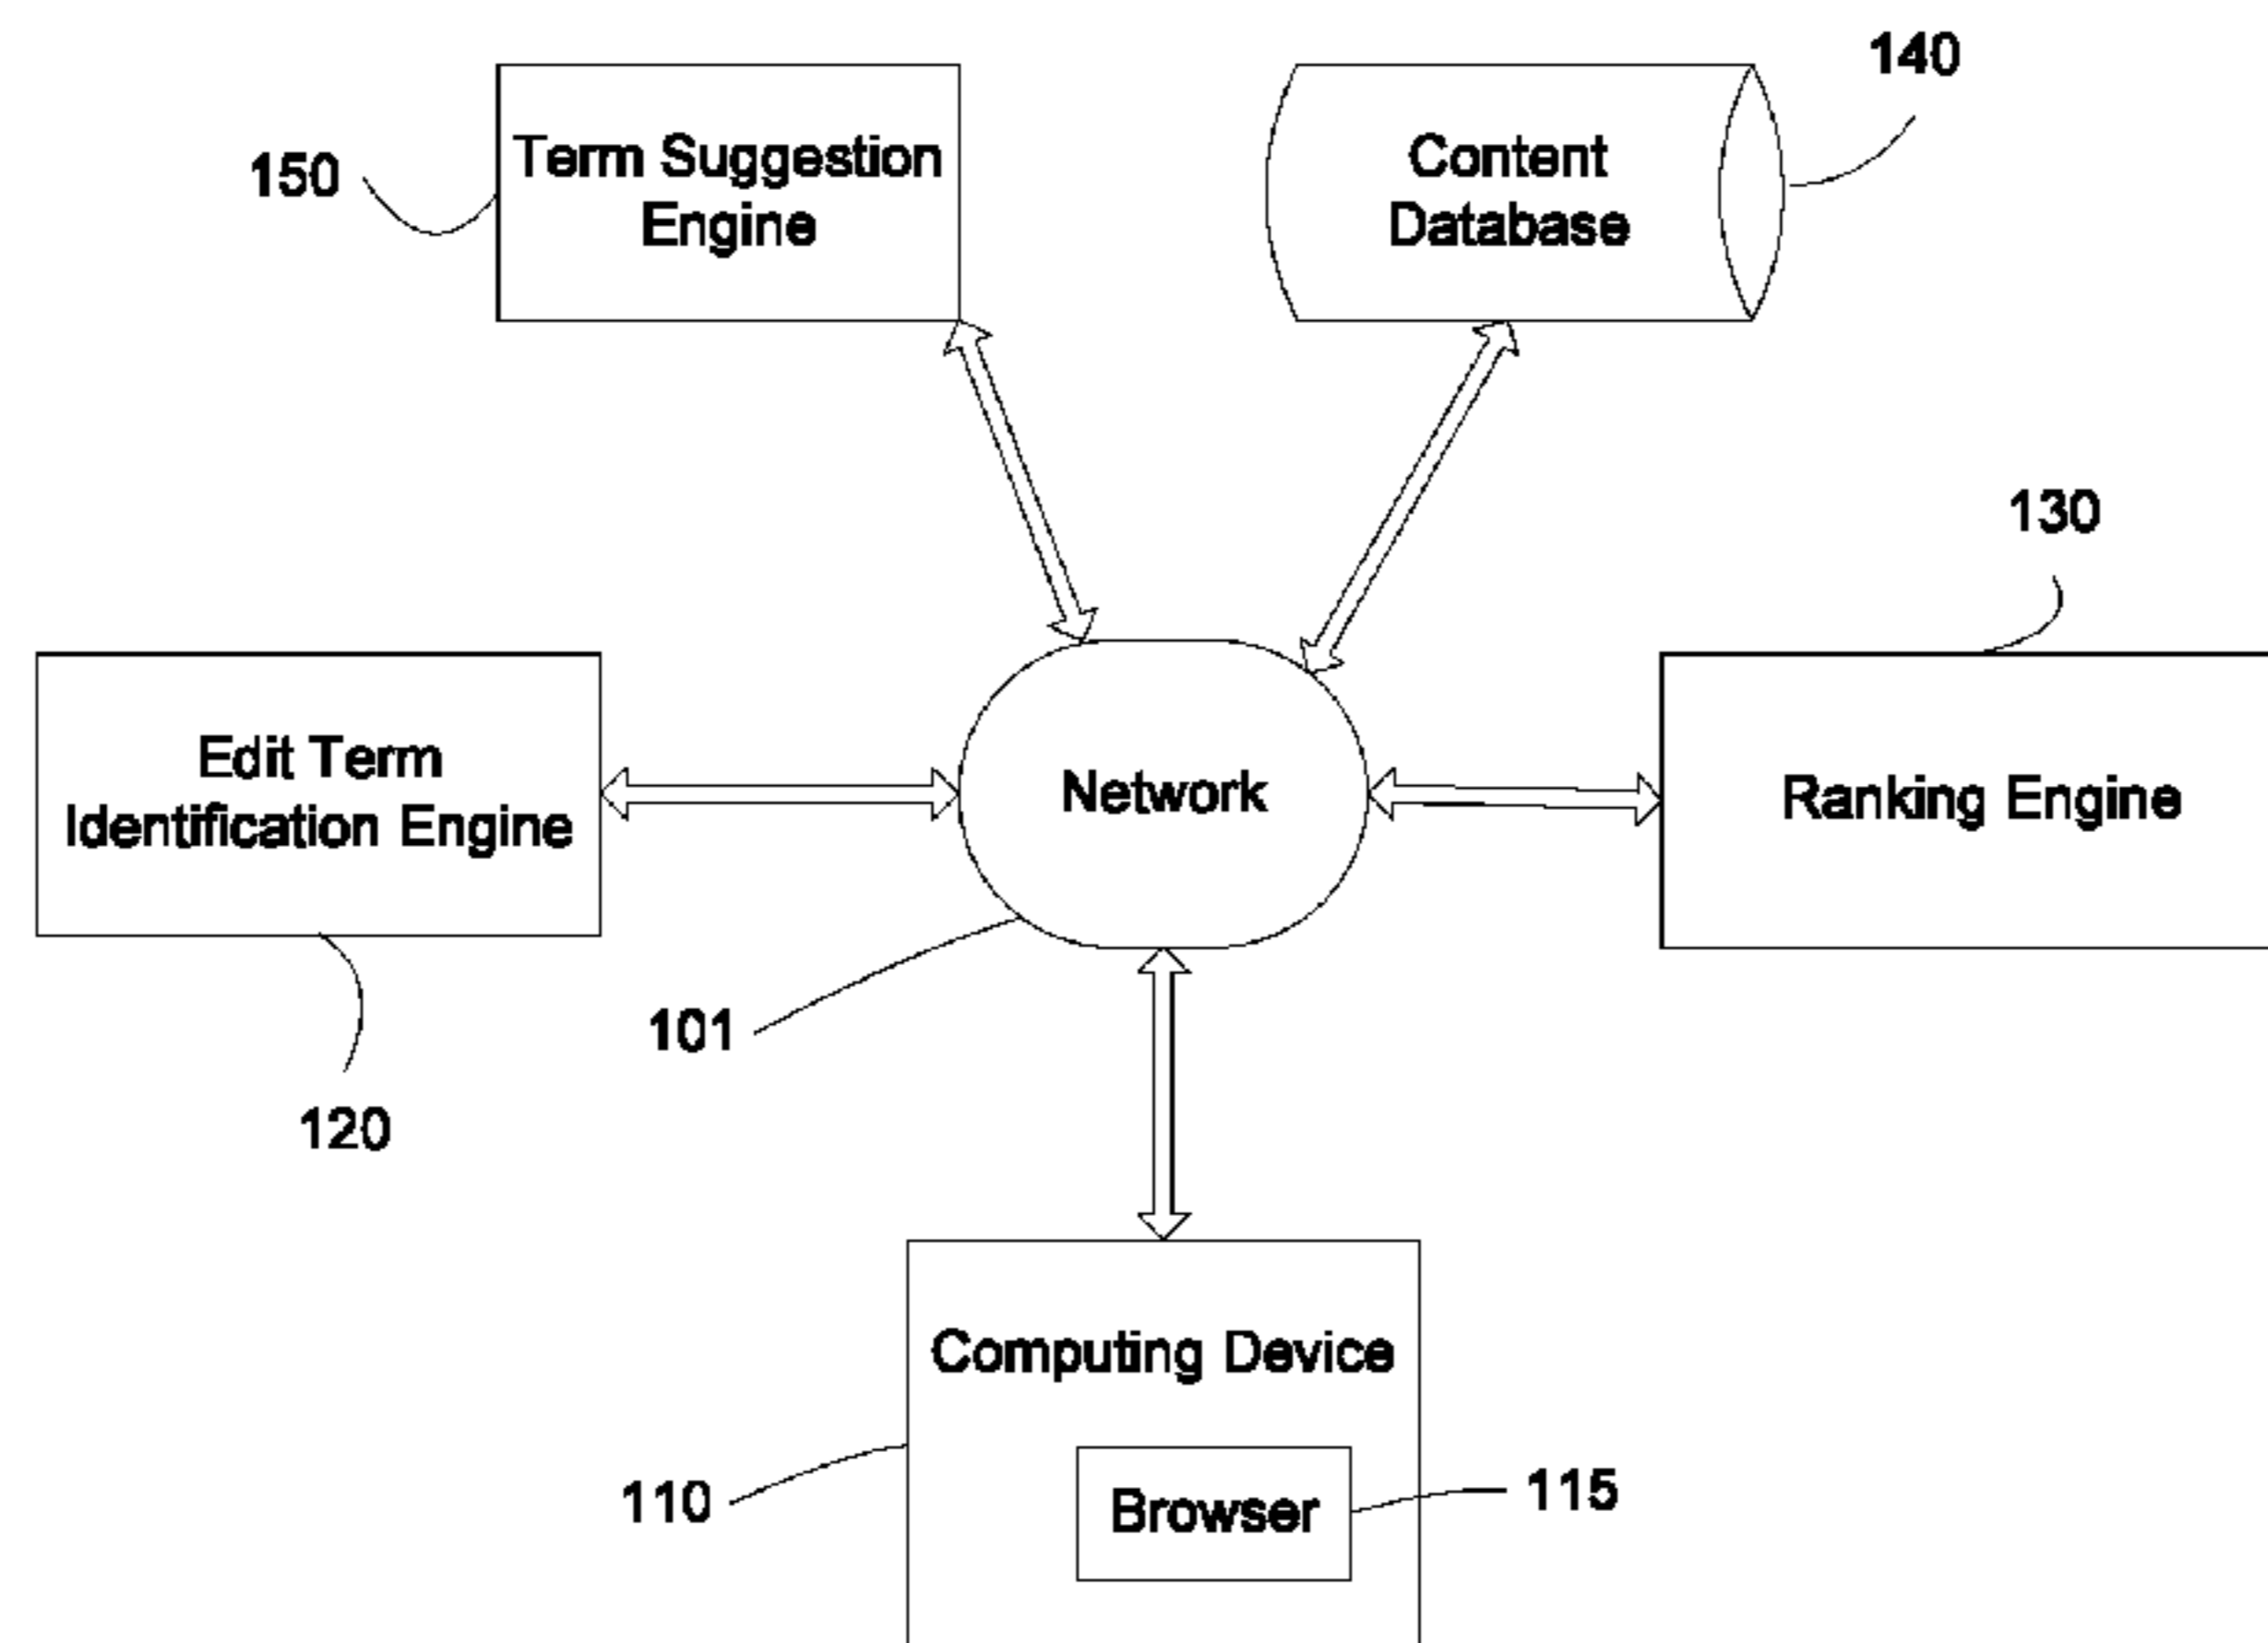 140
Term Suggestion
Engine
Content
Database
150
130
Edit Term
Identification Engine
Network
Ranking Engine
101
120
Computing Device
110
Browser
115